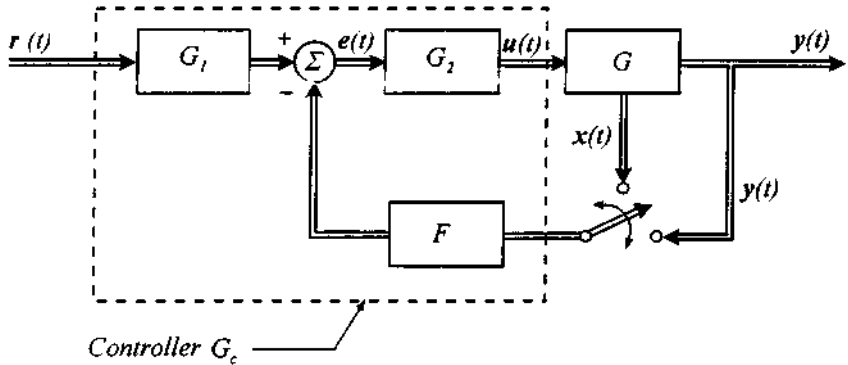 r (t)
G1
+
Σ
−
e(t)
G2
u(t)
G
y(t)
x(t)
y(t)
F
Controller Gc